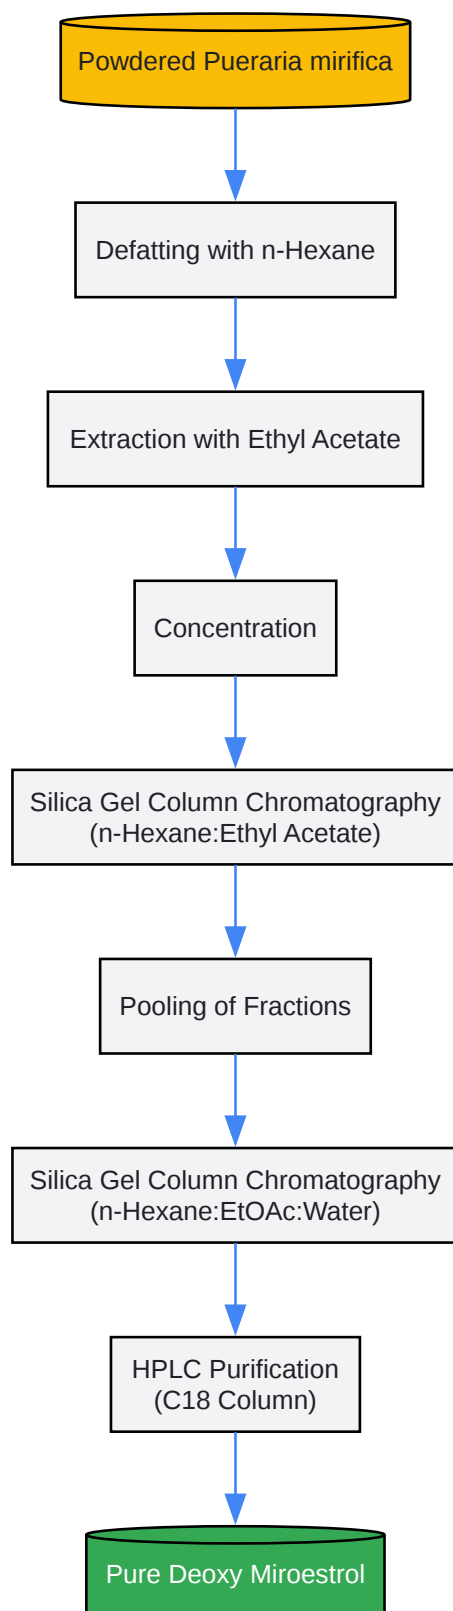 Powdered Pueraria mirifica
Defatting with n-Hexane
Extraction with Ethyl Acetate
Concentration
Silica Gel Column Chromatography
(n-Hexane:Ethyl Acetate)
Pooling of Fractions
Silica Gel Column Chromatography
(n-Hexane:EtOAc:Water)
HPLC Purification
(C18 Column)
Pure Deoxy Miroestrol